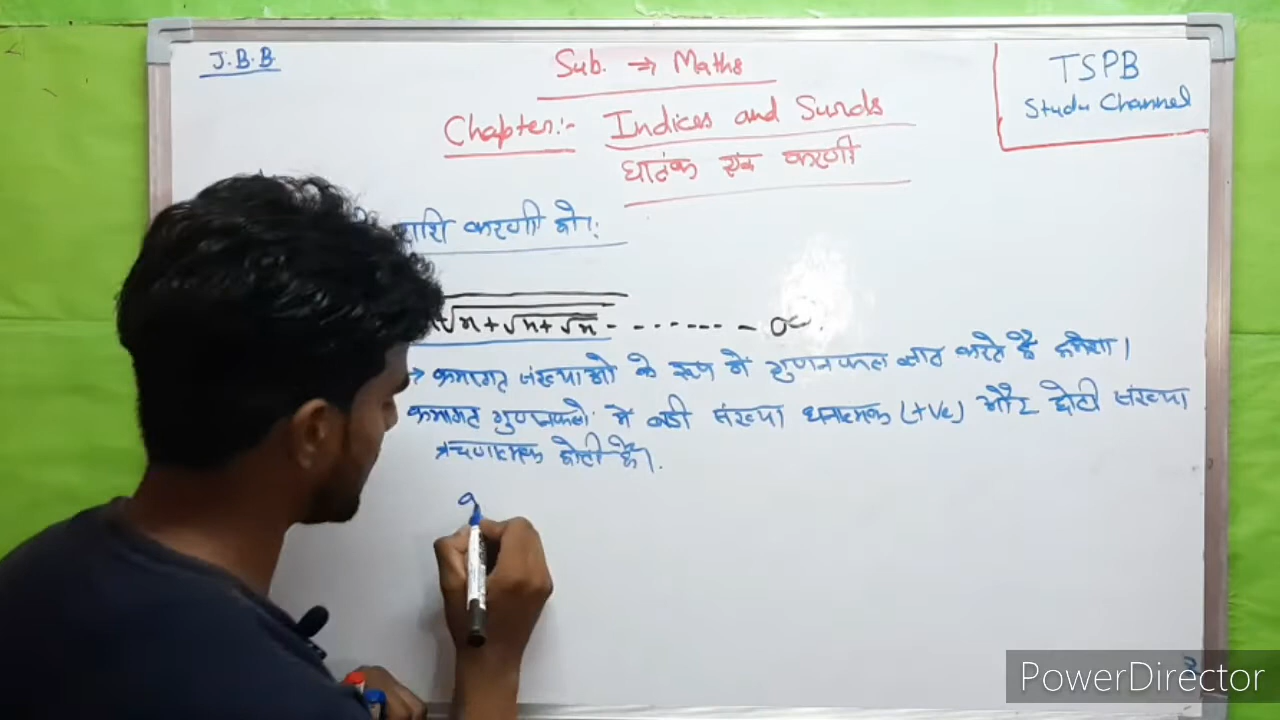 J.B.B
Sub. → Maths
TSPB
Study Channel
Chapter:- Indices and Surds
घातंक एंव करणी
राशि करणी हो।:
√x+√x+√x - - - - - - - ∞.
→ क्रमागत संख्याओ के रूप में गुणनफल ज्ञात करते हैं हमेशा।
क्रमागत गुणनफलो में बडी संख्या धनात्मक (+Ve) और छोटी संख्या
ऋणात्मक होती है।.
PowerDirector